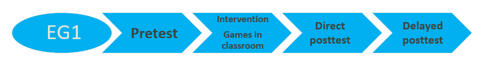 EG1
Pretest
Intervention
Games in
classroom
Direct
posttest
Delayed
posttest